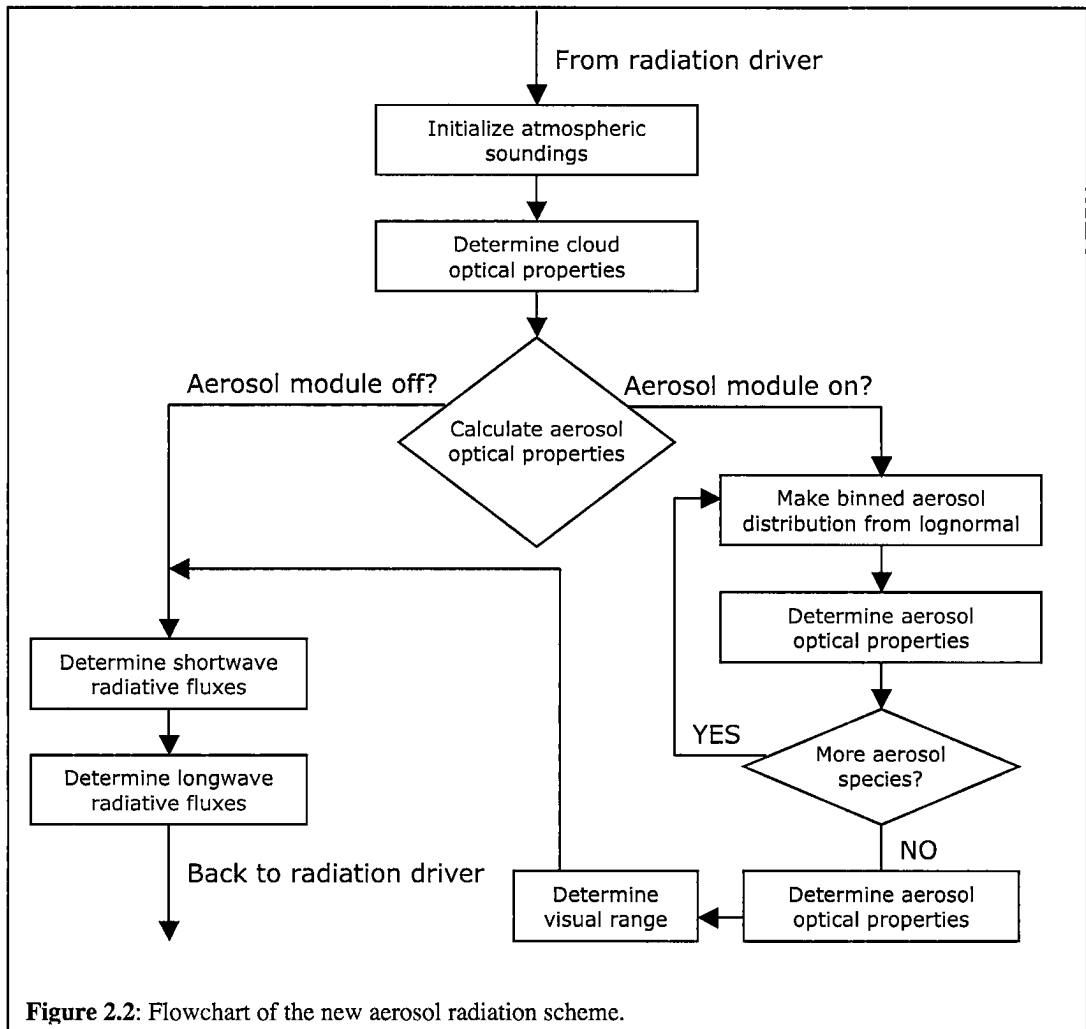 From radiation driver
Initialize atmospheric
soundings
Determine cloud
optical properties
Aerosol module off?
Aerosol module on?
Calculate aerosol
optical properties
Make binned aerosol
distribution from lognormal
Determine aerosol
optical properties
Determine shortwave
radiative fluxes
YES
More aerosol
species?
Determine longwave
radiative fluxes
NO
Back to radiation driver
Determine
visual range
Determine aerosol
optical properties
Figure 2.2: Flowchart of the new aerosol radiation scheme.